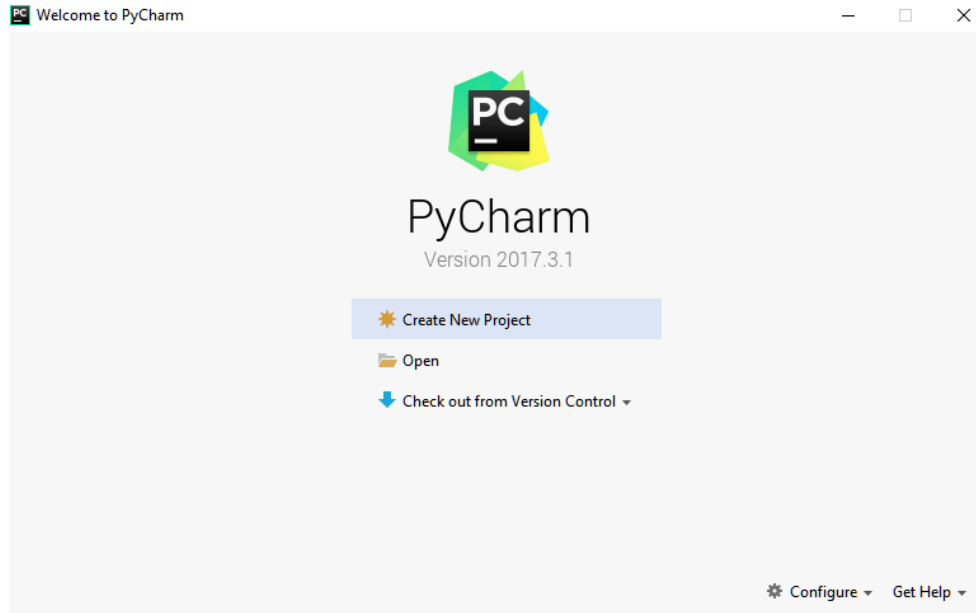 PC Welcome to PyCharm
PC
PyCharm
Version 2017.3.1
Create New Project
Open
Check out from Version Control
Configure Get Help